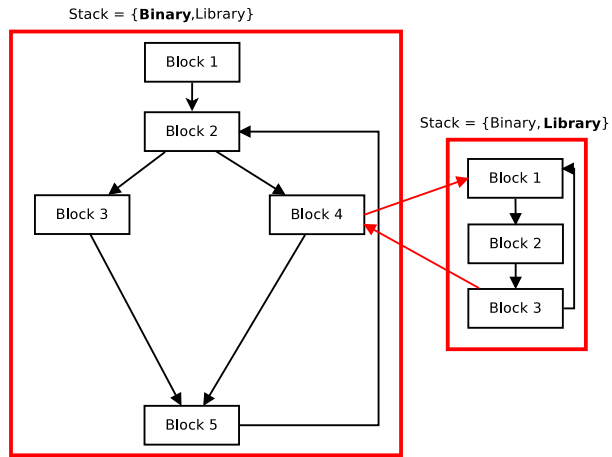 Stack = {Binary,Library}
Block 1
Block 2
Block 3
Block 4
Block 5
Stack = {Binary,Library}
Block 1
Block 2
Block 3